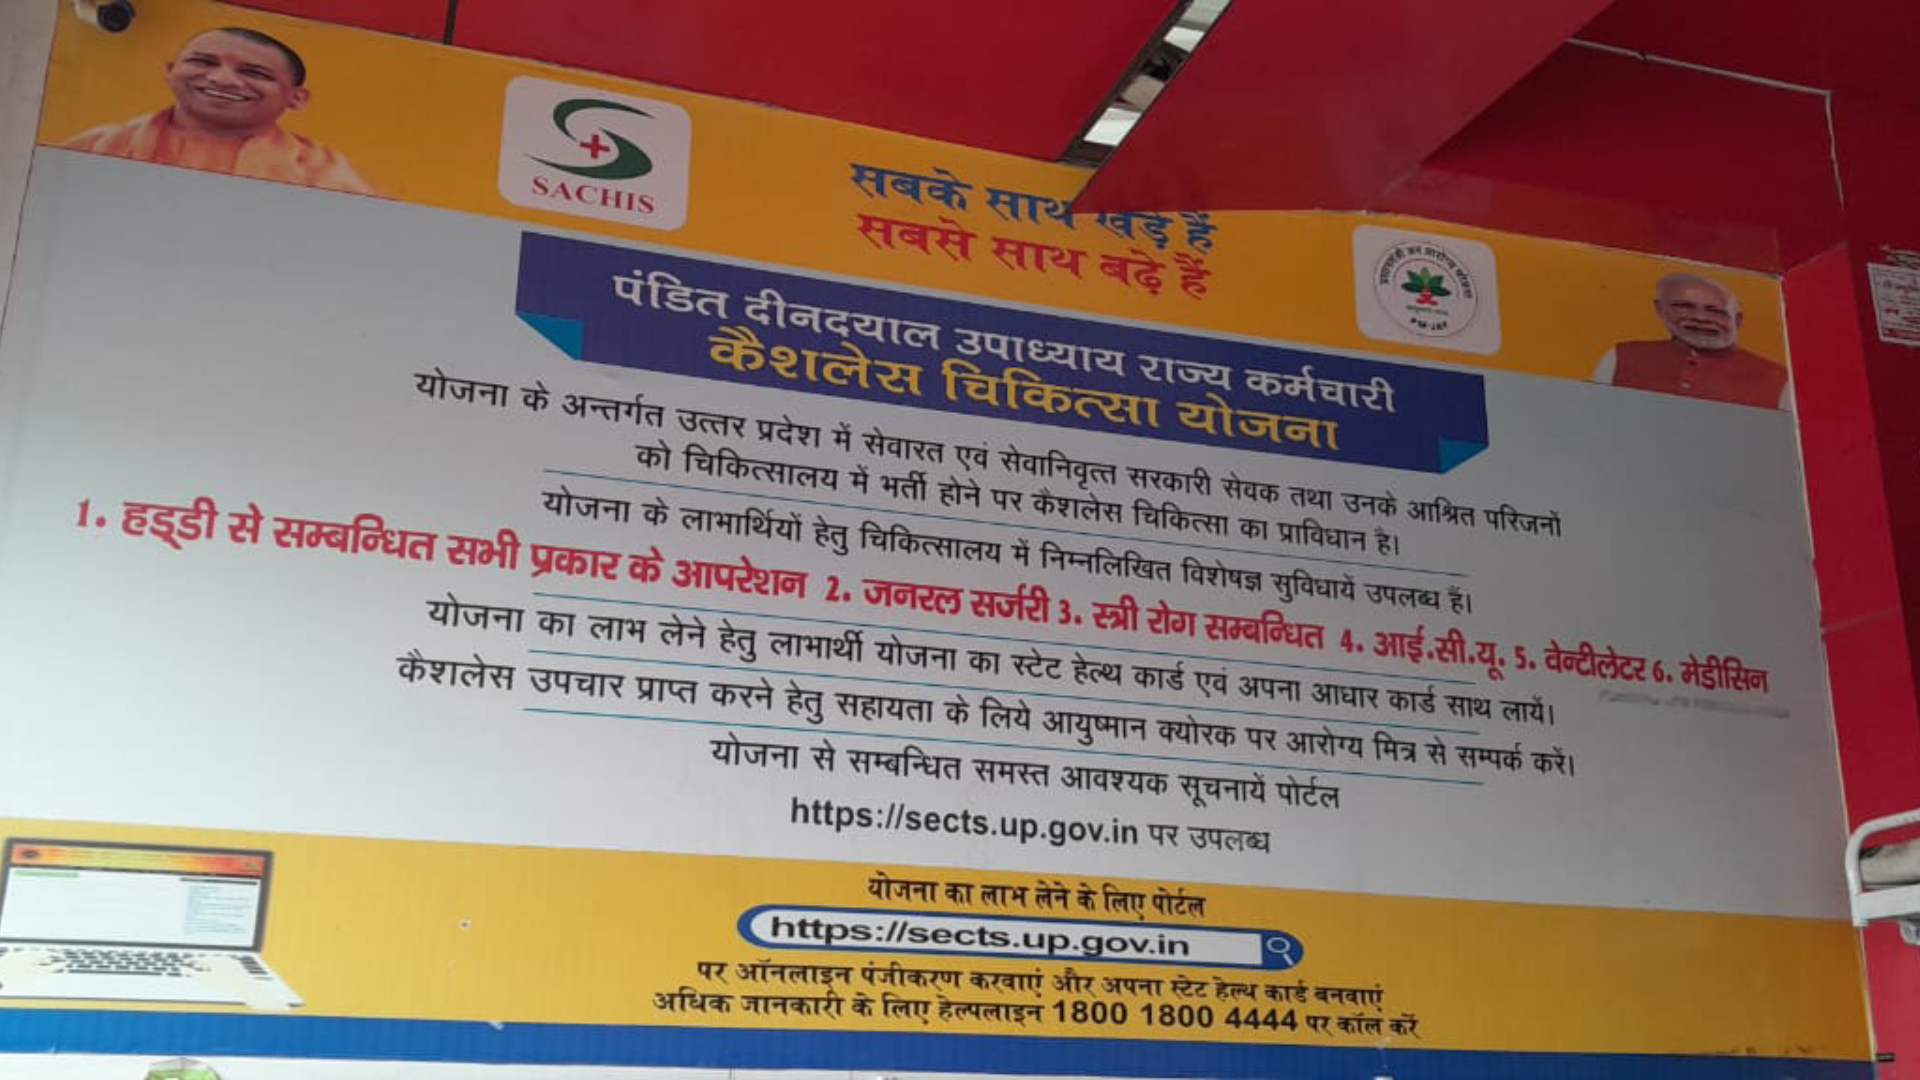 SACHIS
सबके साथ खड़े हैं
सबसे साथ बढ़े हैं
PM-JAY
पंडित दीनदयाल उपाध्याय राज्य कर्मचारी
कैशलेस चिकित्सा योजना
योजना के अन्तर्गत उत्तर प्रदेश में सेवारत एवं सेवानिवृत्त सरकारी सेवक तथा उनके आश्रित परिजनों
को चिकित्सालय में भर्ती होने पर कैशलेस चिकित्सा का प्राविधान है।
योजना के लाभार्थियों हेतु चिकित्सालय में निम्नलिखित विशेषज्ञ सुविधायें उपलब्ध हैं।
1. हड्डी से सम्बन्धित सभी प्रकार के आपरेशन 2. जनरल सर्जरी 3. स्त्री रोग सम्बन्धित 4. आई.सी.यू. 5. वेन्टीलेटर 6. मेडीसिन
योजना का लाभ लेने हेतु लाभार्थी योजना का स्टेट हेल्थ कार्ड एवं अपना आधार कार्ड साथ लायें।
कैशलेस उपचार प्राप्त करने हेतु सहायता के लिये आयुष्मान क्योरक पर आरोग्य मित्र से सम्पर्क करें।
योजना से सम्बन्धित समस्त आवश्यक सूचनायें पोर्टल
https://sects.up.gov.in पर उपलब्ध
योजना का लाभ लेने के लिए पोर्टल
https://sects.up.gov.in
पर ऑनलाइन पंजीकरण करवाएं और अपना स्टेट हेल्थ कार्ड बनवाएं
अधिक जानकारी के लिए हेल्पलाइन 1800 1800 4444 पर कॉल करें